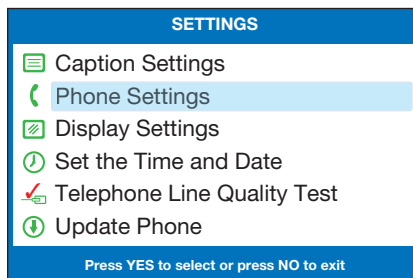 SETTINGS
Caption Settings
Phone Settings
Display Settings
Set the Time and Date
Telephone Line Quality Test
Update Phone
Press YES to select or press NO to exit